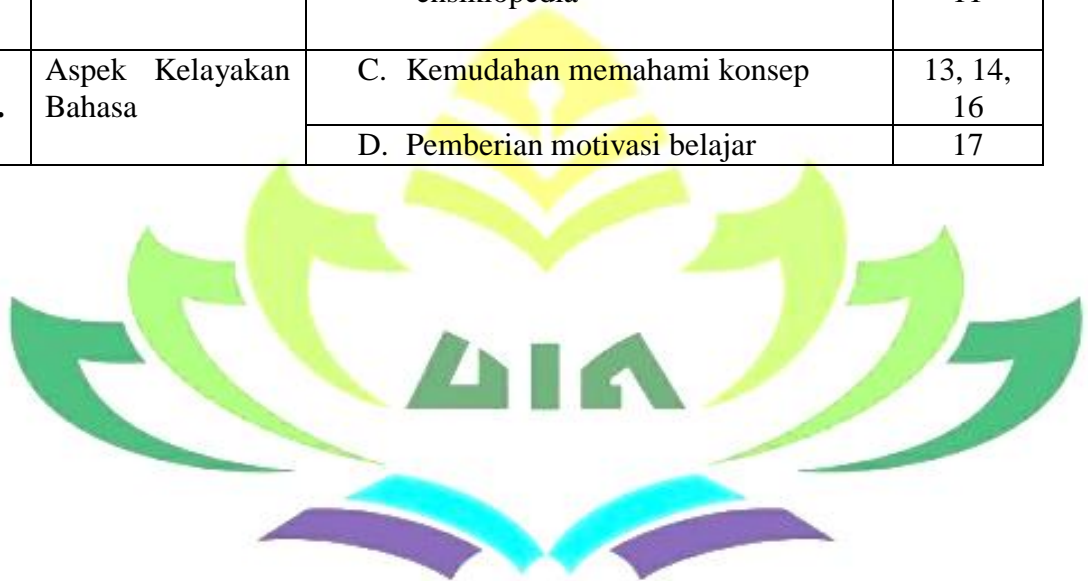 ensiklopedia 11
Aspek Kelayakan C. Kemudahan memahami konsep 13, 14,
. Bahasa 16
D. Pemberian motivasi belajar 17
UIN